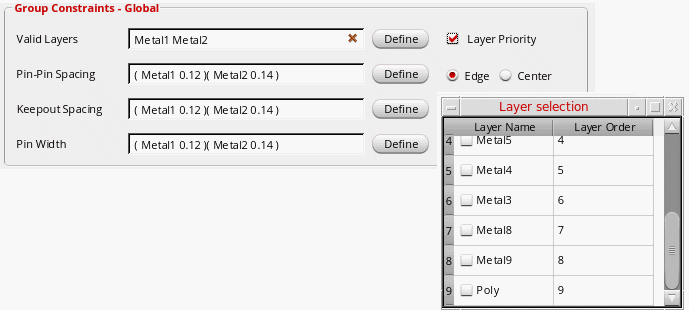 Group Constraints - Global
Valid Layers Metal1 Metal2 Define Layer Priority
Pin-Pin Spacing ( Metal1 0.12 )( Metal2 0.14 ) Define Edge Center
Keepout Spacing ( Metal1 0.12 )( Metal2 0.14 ) Define
Pin Width ( Metal1 0.12 )( Metal2 0.14 ) Define
Layer selection
Layer Name Layer Order
4 Metal5 4
5 Metal4 5
6 Metal3 6
7 Metal8 7
8 Metal9 8
9 Poly 9